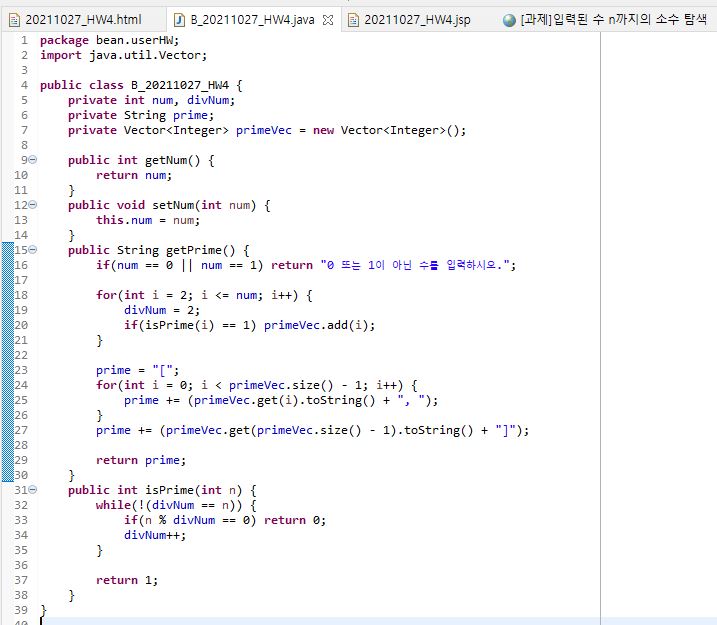 20211027_HW4.html
B_20211027_HW4.java
20211027_HW4.jsp
[과제]입력된 수 n까지의 소수 탐색
1 package bean.userHW;
2 import java.util.Vector;
3
4 public class B_20211027_HW4 {
5 private int num, divNum;
6 private String prime;
7 private Vector<Integer> primeVec = new Vector<Integer>();
8
9 public int getNum() {
10 return num;
11 }
12 public void setNum(int num) {
13 this.num = num;
14 }
15 public String getPrime() {
16 if(num == 0 || num == 1) return "0 또는 1이 아닌 수를 입력하시오.";
17
18 for(int i = 2; i <= num; i++) {
19 divNum = 2;
20 if(isPrime(i) == 1) primeVec.add(i);
21 }
22
23 prime = "[";
24 for(int i = 0; i < primeVec.size() - 1; i++) {
25 prime += (primeVec.get(i).toString() + ", ");
26 }
27 prime += (primeVec.get(primeVec.size() - 1).toString() + "]");
28
29 return prime;
30 }
31 public int isPrime(int n) {
32 while(!(divNum == n)) {
33 if(n % divNum == 0) return 0;
34 divNum++;
35 }
36
37 return 1;
38 }
39 }
40